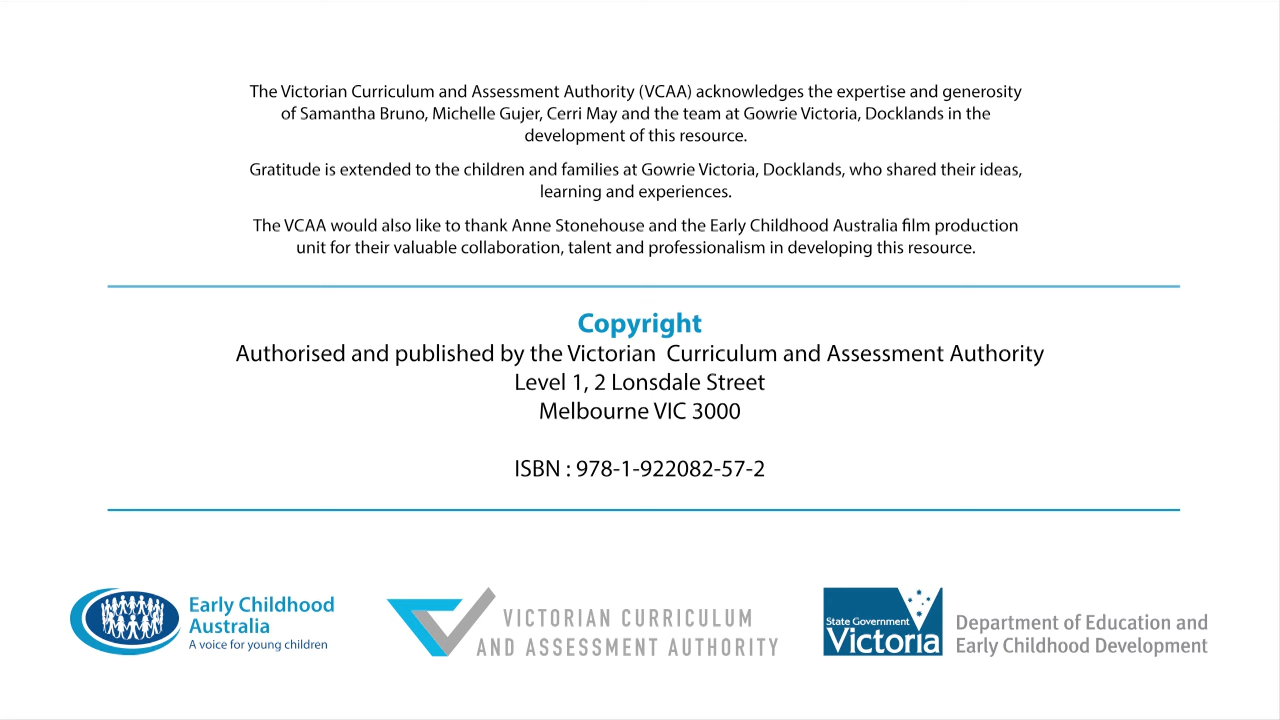 The Victorian Curriculum and Assessment Authority (VCAA) acknowledges the expertise and generosity
of Samantha Bruno, Michelle Gujer, Cerri May and the team at Gowrie Victoria, Docklands in the
development of this resource.
Gratitude is extended to the children and families at Gowrie Victoria, Docklands, who shared their ideas,
learning and experiences.
The VCAA would also like to thank Anne Stonehouse and the Early Childhood Australia film production
unit for their valuable collaboration, talent and professionalism in developing this resource.
Copyright
Authorised and published by the Victorian  Curriculum and Assessment Authority
Level 1, 2 Lonsdale Street
Melbourne VIC 3000
ISBN : 978-1-922082-57-2
Early Childhood
Australia
A voice for young children
VICTORIAN CURRICULUM
AND ASSESSMENT AUTHORITY
State Government
Victoria
Department of Education and
Early Childhood Development